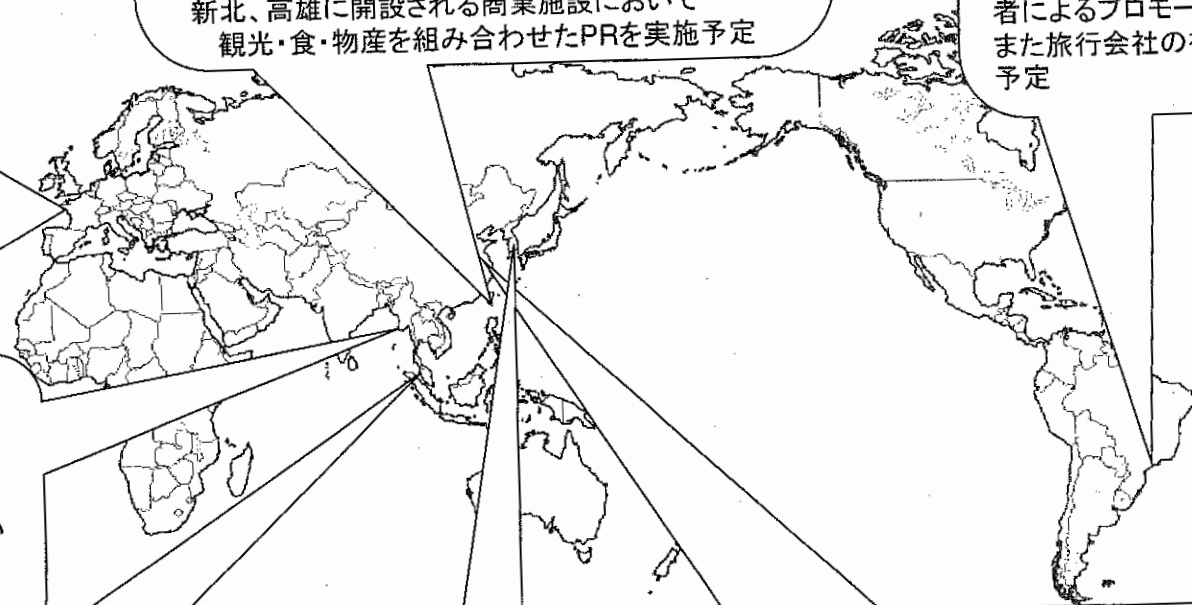 新北、高雄に開設される商業施設において
観光・食・物産を組み合わせたPRを実施予定
者によるプロモー
また旅行会社の
予定